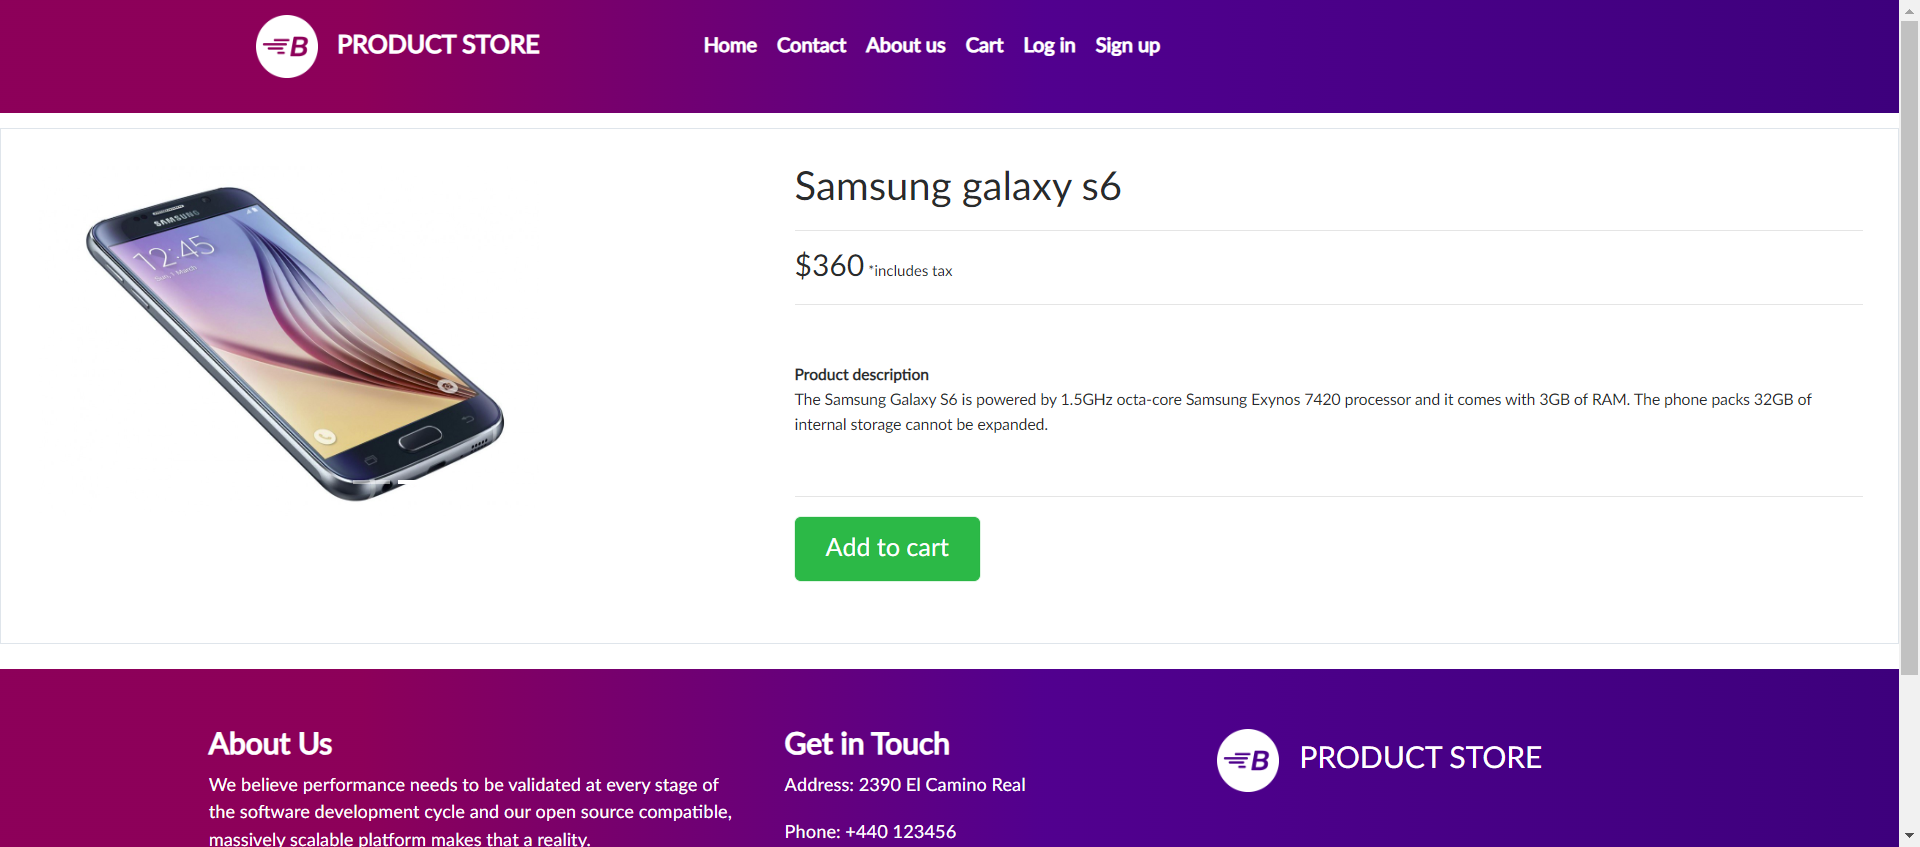 B PRODUCT STORE
Home Contact About us Cart Log in Sign up
SAMSUNG
12:45
Sun, 1 March
Samsung galaxy s6
$360 *includes tax
Product description
The Samsung Galaxy S6 is powered by 1.5GHz octa-core Samsung Exynos 7420 processor and it comes with 3GB of RAM. The phone packs 32GB of
internal storage cannot be expanded.
Add to cart
About Us
We believe performance needs to be validated at every stage of
the software development cycle and our open source compatible,
massively scalable platform makes that a reality.
Get in Touch
Address: 2390 El Camino Real
Phone: +440 123456
B PRODUCT STORE